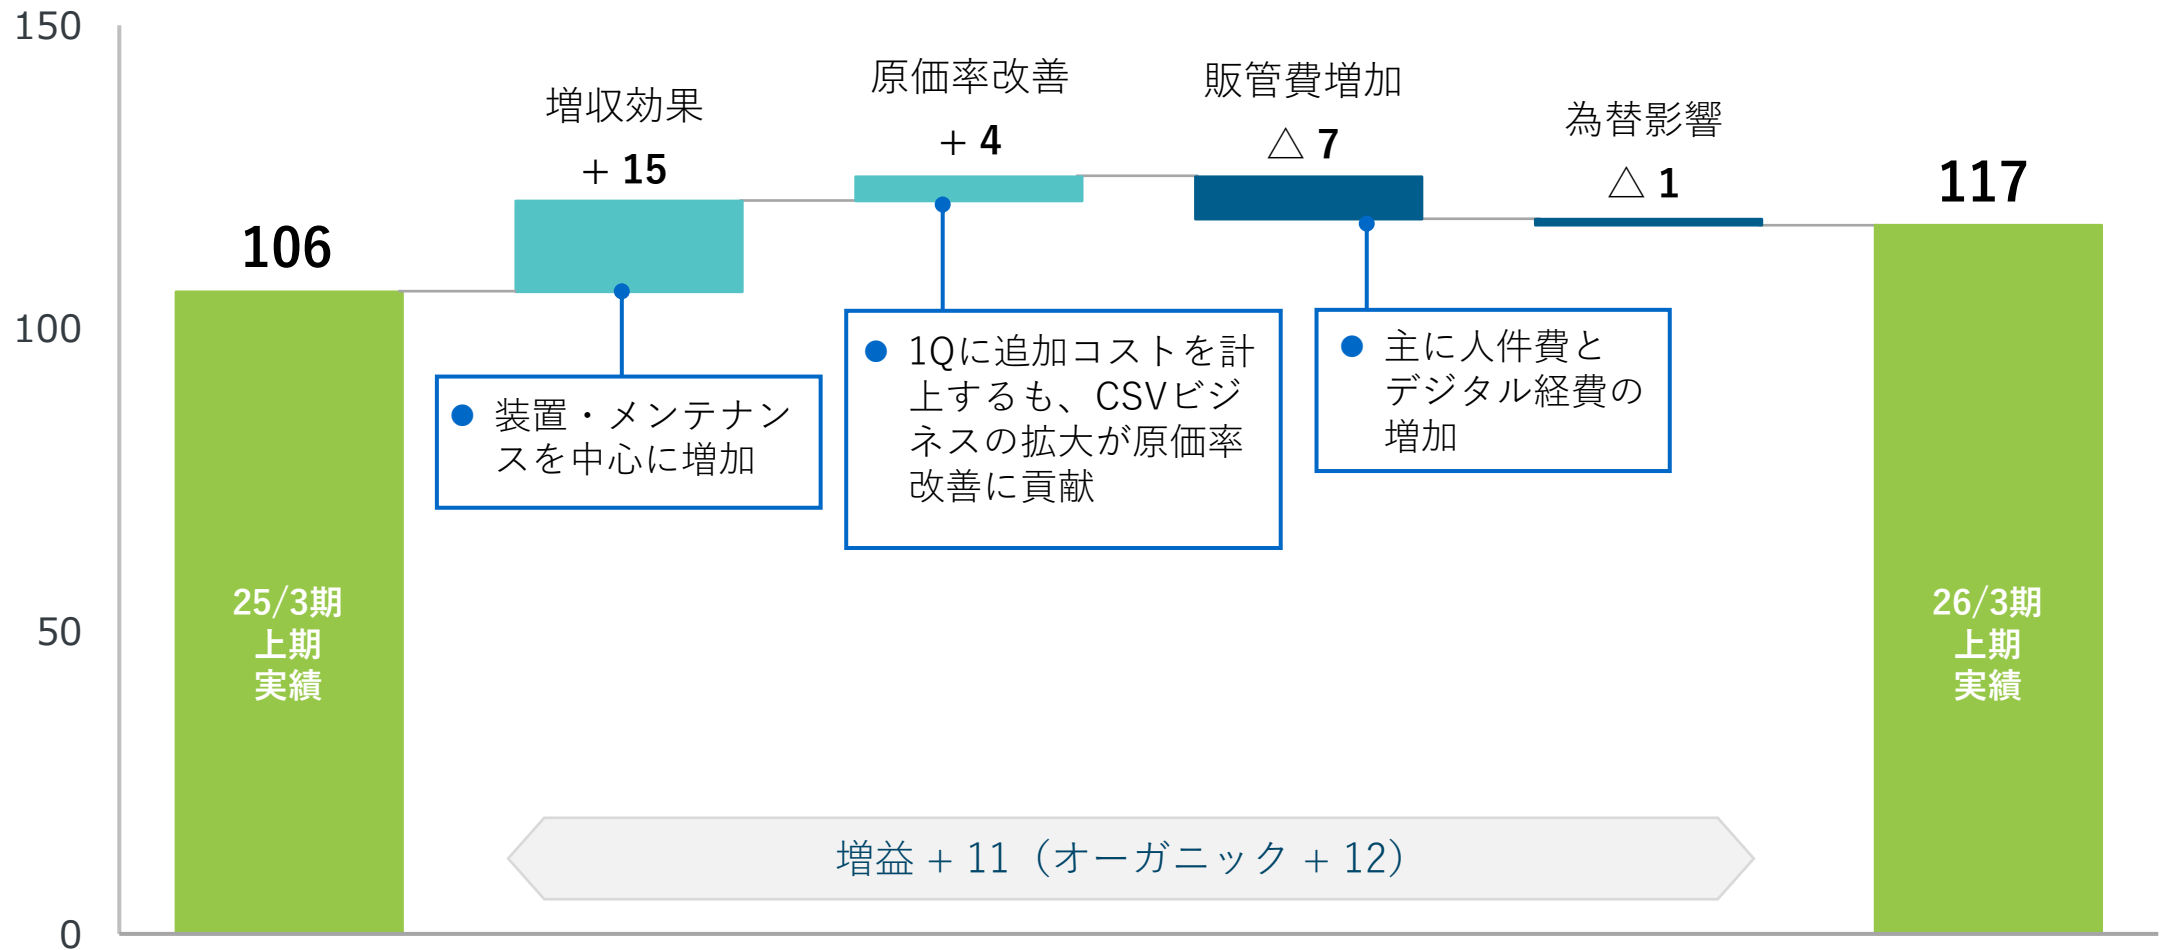 150
100
50
0
106
25/3期
上期
実績
増収効果
+ 15
● 装置・メンテナン
スを中心に増加
原価率改善
+ 4
● 1Qに追加コストを計
上するも、CSVビジ
ネスの拡大が原価率
改善に貢献
販管費増加
△ 7
● 主に人件費と
デジタル経費の
増加
為替影響
△ 1
117
26/3期
上期
実績
増益 + 11（オーガニック + 12）